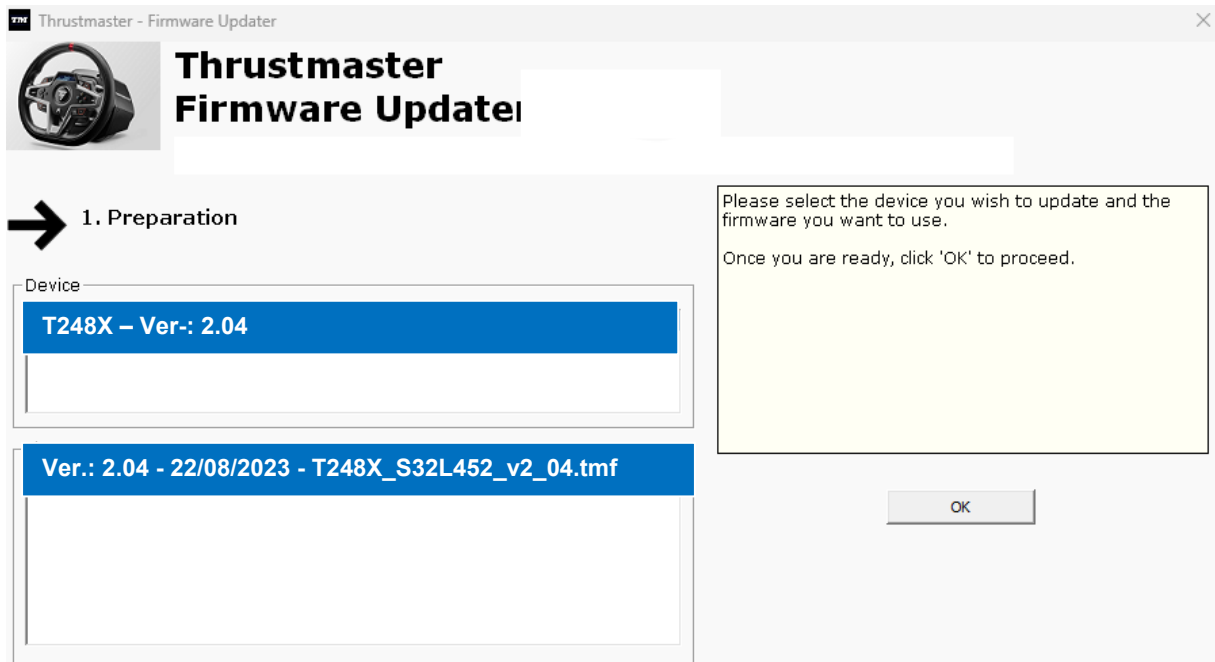 TM Thrustmaster - Firmware Updater
Thrustmaster
Firmware Updater
1. Preparation
Please select the device you wish to update and the
firmware you want to use.
Once you are ready, click 'OK' to proceed.
Device
T248X – Ver-: 2.04
Ver.: 2.04 - 22/08/2023 - T248X_S32L452_v2_04.tmf
OK